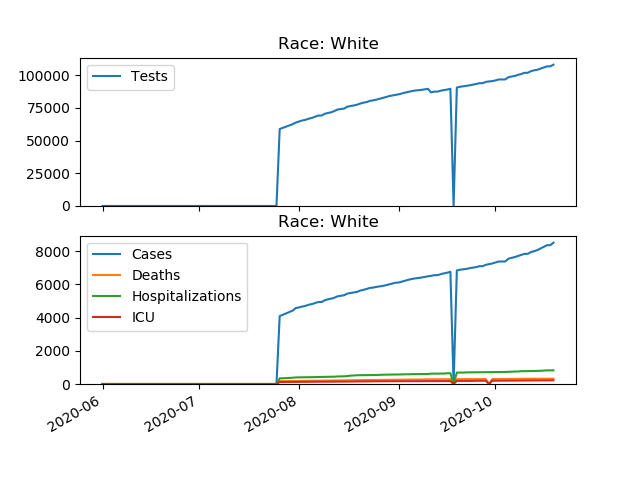 Race: White
Tests
100000
75000
50000
25000
0
Race: White
Cases
Deaths
Hospitalizations
ICU
8000
6000
4000
2000
0
2020-06 2020-07 2020-08 2020-09 2020-10